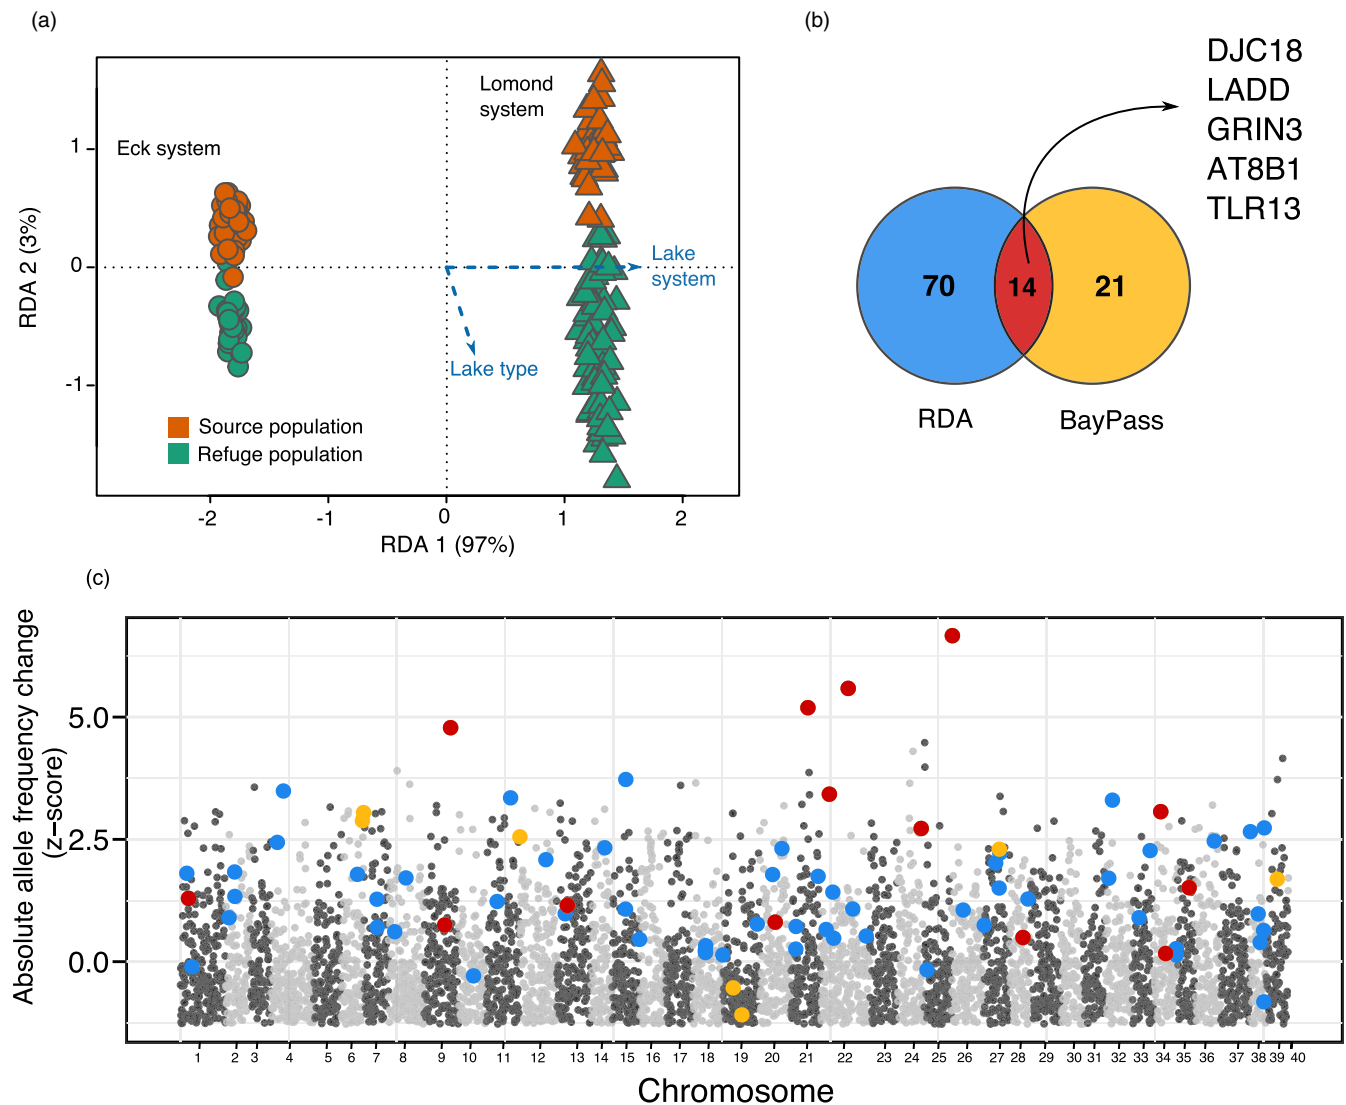 (a)
Lomond
system
Eck system
1
0
-1
RDA 2 (3%)
Lake
system
Lake type
Source population
Refuge population
-2
-1
0
1
2
RDA 1 (97%)
(b)
DJC18
LADD
GRIN3
AT8B1
TLR13
70
14
21
RDA
BayPass
(c)
Absolute allele frequency change
(z-score)
5.0
2.5
0.0
1 2 3 4 5 6 7 8 9 10 11 12 13 14 15 16 17 18 19 20 21 22 23 24 25 26 27 28 29 30 31 32 33 34 35 36 37 38 39 40
Chromosome